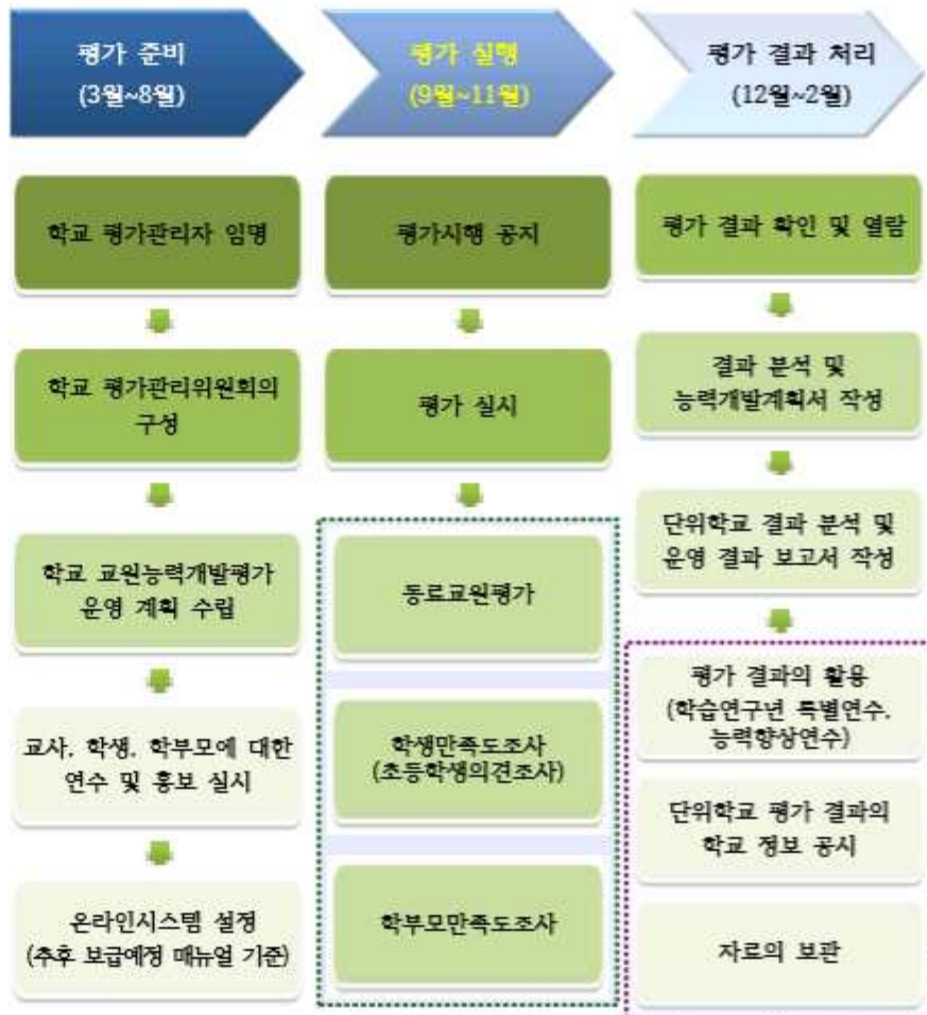 평가 준비
(3월~8월)
학교 평가관리자 임명
학교 평가관리위원회의
구성
학교 교원능력개발평가
운영 계획 수립
교사, 학생, 학부모에 대한
연수 및 홍보 실시
온라인시스템 설정
(추후 보급예정 매뉴얼 기준)
평가 실행
(9월~11월)
평가시행 공지
평가 실시
동료교원평가
학생만족도조사
(초등학생의견조사)
학부모만족도조사
평가 결과 처리
(12월~2월)
평가 결과 확인 및 열람
결과 분석 및
능력개발계획서 작성
단위학교 결과 분석 및
운영 결과 보고서 작성
평가 결과의 활용
(학습연구년 특별연수,
능력향상연수)
단위학교 평가 결과의
학교 정보 공시
자료의 보관